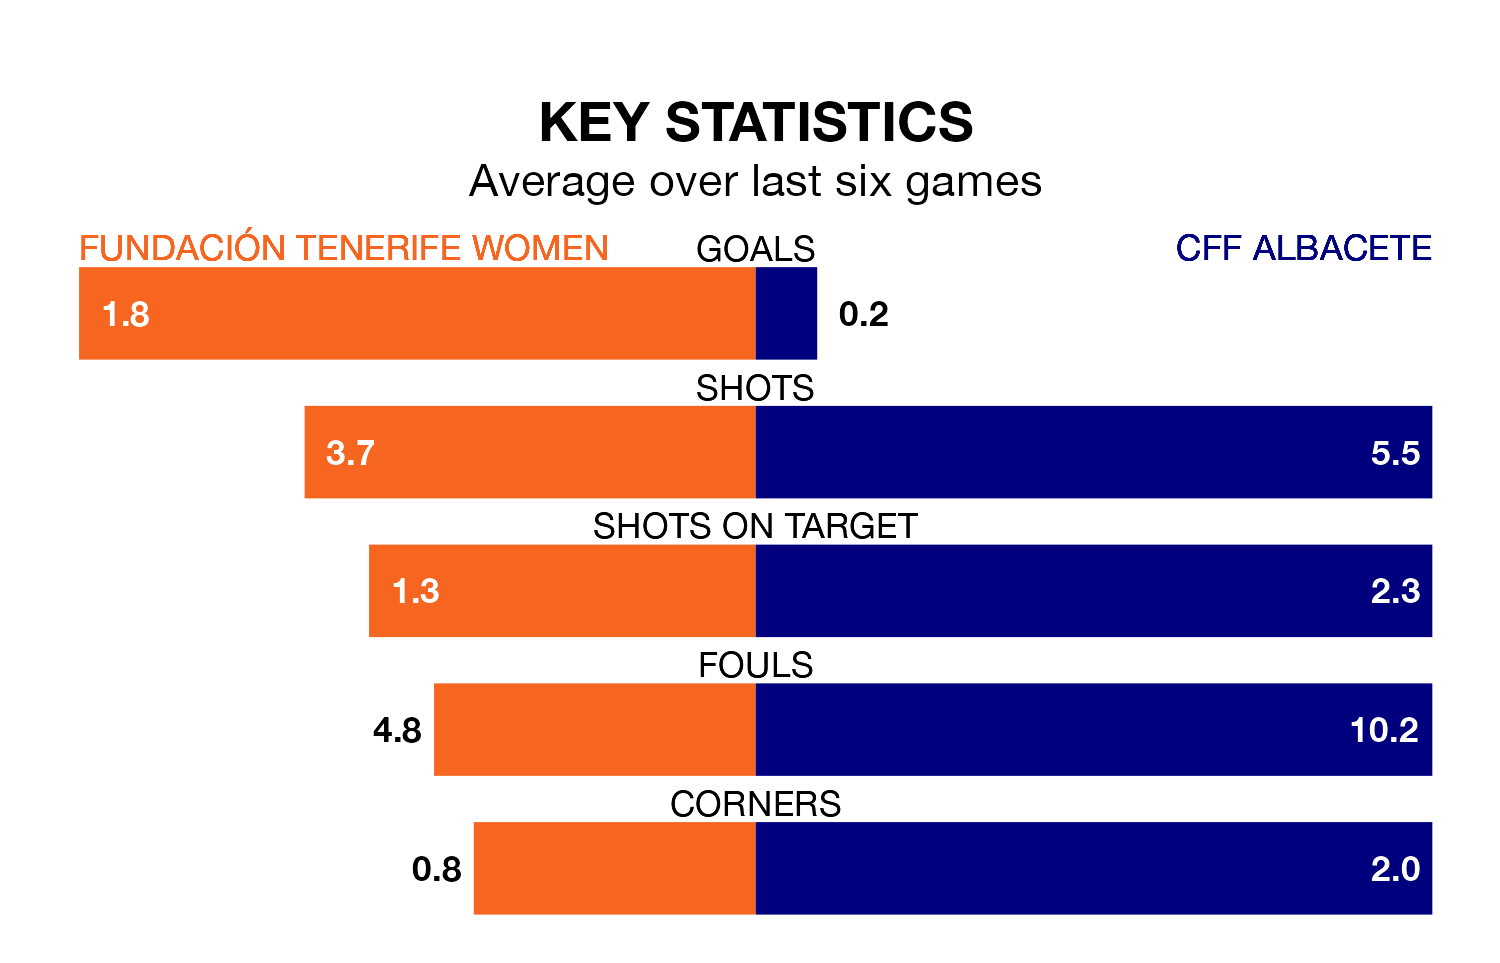 KEY STATISTICS
Average over last six games
FUNDACIÓN TENERIFE WOMEN GOALS CFF ALBACETE
1.8 0.2
SHOTS
3.7 5.5
SHOTS ON TARGET
1.3 2.3
FOULS
4.8 10.2
CORNERS
0.8 2.0